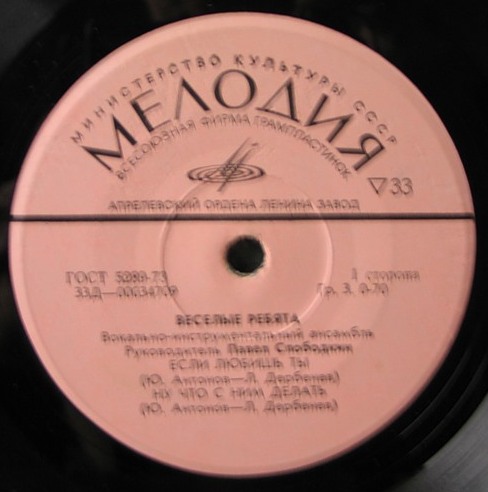 МИНИСТЕРСТВО КУЛЬТУРЫ СССР
МЕЛОДИЯ
ВСЕСОЮЗНАЯ ФИРМА ГРАМПЛАСТИНОК
33
АПРЕЛЕВСКИЙ ОРДЕНА ЛЕНИНА ЗАВОД
ГОСТ 5289-73 1 сторона
33Д—00034709 Гр. 3. 0-70
ВЕСЕЛЫЕ РЕБЯТА
Вокально-инструментальный ансамбль
Руководитель Павел Слободкин
ЕСЛИ ЛЮБИШЬ ТЫ
(Ю. Антонов—Л. Дербенев)
НУ ЧТО С НИМ ДЕЛАТЬ
(Ю. Антонов—Л. Дербенев)